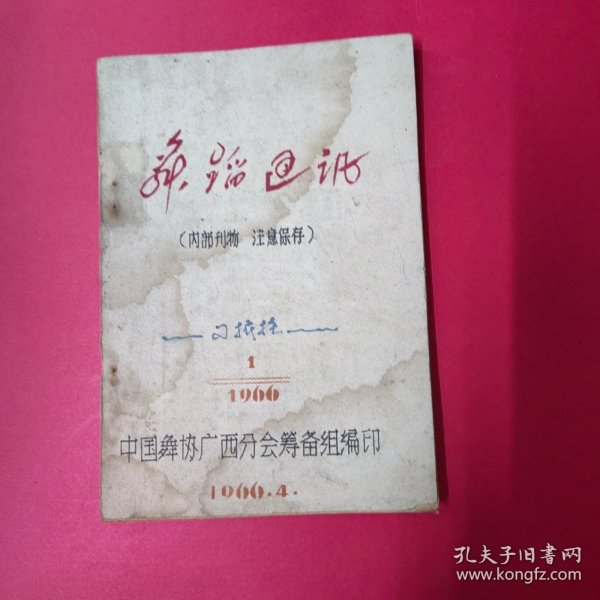 舞蹈通讯
（内部刊物 注意保存）
1
1966
中国舞协广西分会筹备组编印
1966.4.
孔夫子旧书网
www.kongfz.com